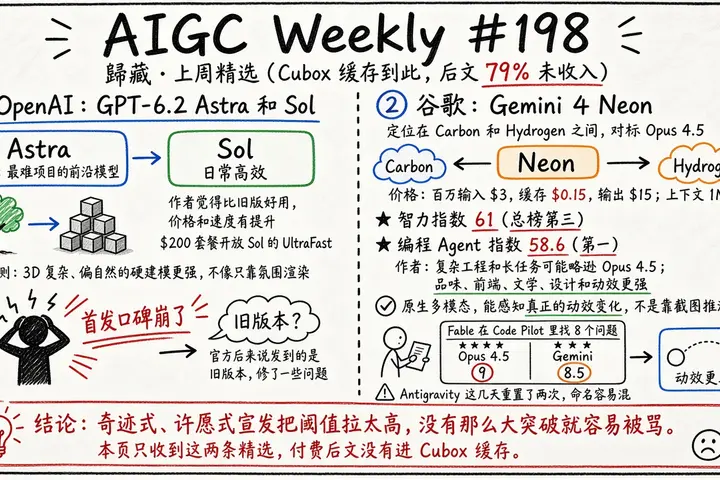 AIGC Weekly #198
歸藏·上周精选（Cubox 缓存到此，后文 79% 未收入）
OpenAI：GPT-6.2 Astra 和 Sol
Astra
：最难项目的前沿模型
Sol
日常高效
作者觉得比旧版好用，
价格和速度有提升
$200 套餐开放 Sol 的 UltraFast
则：3D 复杂、偏自然的硬建模更强，不像只靠氛围渲染
首发口碑崩了
旧版本？
官方后来说发到的是
旧版本，修了一些问题
② 谷歌：Gemini 4 Neon
定位在 Carbon 和 Hydrogen 之间，对标 Opus 4.5
Carbon
Neon
Hydrog
价格：百万输入 $3，缓存 $0.15，输出 $15；上下文 1M
★ 智力指数 61（总榜第三）
★ 编程 Agent 指数 58.6（第一）
作者：复杂工程和长任务可能略逊 Opus 4.5；
品味、前端、文学、设计和动效更强
原生多模态，能感知真正的动效变化，不是靠截图推
Fable 在 Code Pilot 里找 8 个问题
★★★★
Opus 4.5
9
★★★
Gemini
8.5
动效更
Antigravity 这几天重置了两次，命名容易混
结论：奇迹式、许愿式宣发把阈值拉太高，没有那么大突破就容易被骂。
本页只收到这两条精选，付费后文没有进 Cubox 缓存。